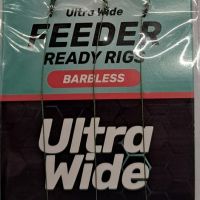 Ultra Wide
FEEDER
READY RIGS
BARBLESS
Ultra
Wide